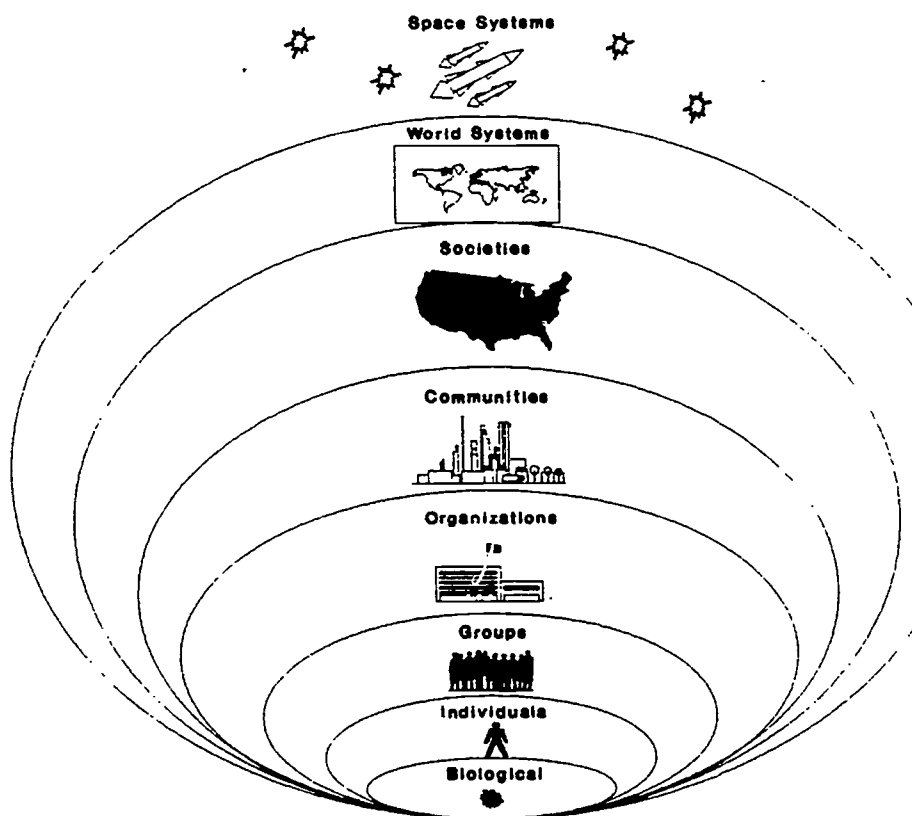 Space Systems
World Systems
Societies
Communities
Organizations
Groups
Individuals
Biological